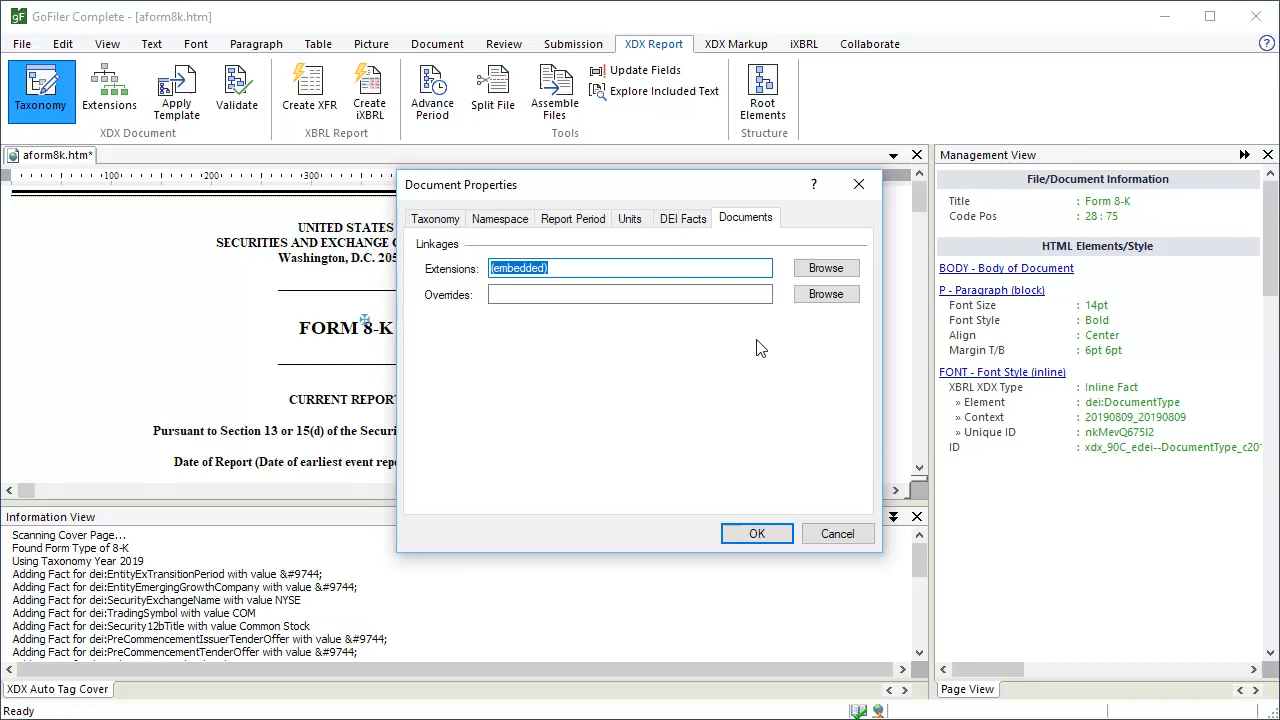 gF GoFiler Complete - [aform8k.htm]
File Edit View Text Font Paragraph Table Picture Document Review Submission XDX Report XDX Markup iXBRL Collaborate ?
Taxonomy Extensions Apply Template Validate Create XFR Create iXBRL Advance Period Split File Assemble Files Update Fields Explore Included Text Root Elements
XDX Document XBRL Report Tools Structure
aform8k.htm*
100 200 300
UNITED STATES
SECURITIES AND EXCHANGE C
Washington, D.C. 205
FORM 8-K
CURRENT REPOR
Pursuant to Section 13 or 15(d) of the Securi
Date of Report (Date of earliest event repo
Document Properties ?
Taxonomy Namespace Report Period Units DEI Facts Documents
Linkages
Extensions: (embedded) Browse
Overrides: Browse
OK Cancel
Management View
File/Document Information
Title : Form 8-K
Code Pos : 28 : 75
HTML Elements/Style
BODY - Body of Document
P - Paragraph (block)
Font Size : 14pt
Font Style : Bold
Align : Center
Margin T/B : 6pt 6pt
FONT - Font Style (inline)
XBRL XDX Type : Inline Fact
» Element : dei:DocumentType
» Context : 20190809_20190809
» Unique ID : nkMevQ675I2
ID : xdx_90C_edei--DocumentType_c201
Page View
Information View
Scanning Cover Page...
Found Form Type of 8-K
Using Taxonomy Year 2019
Adding Fact for dei:EntityExTransitionPeriod with value &#9744;
Adding Fact for dei:EntityEmergingGrowthCompany with value &#9744;
Adding Fact for dei:SecurityExchangeName with value NYSE
Adding Fact for dei:TradingSymbol with value COM
Adding Fact for dei:Security12bTitle with value Common Stock
Adding Fact for dei:PreCommencementIssuerTenderOffer with value &#9744;
Adding Fact for dei:PreCommencementTenderOffer with value &#9744;
XDX Auto Tag Cover
Ready